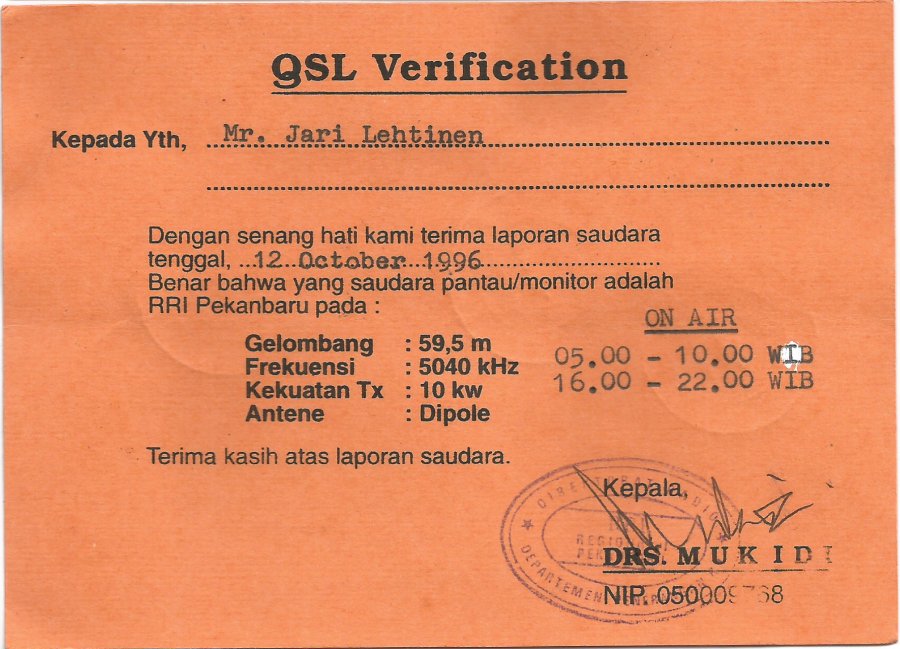 QSL Verification
Kepada Yth, Mr. Jari Lehtinen
Dengan senang hati kami terima laporan saudara
tenggal, 12 October 1996
Benar bahwa yang saudara pantau/monitor adalah
RRI Pekanbaru pada :
ON AIR
Gelombang : 59,5 m
05.00 - 10.00 WIB
Frekuensi : 5040 kHz
16.00 - 22.00 WIB
Kekuatan Tx : 10 kw
Antene : Dipole
Terima kasih atas laporan saudara.
Kepala,
DRS. MUKIDI
NIP. 050009768
DEPARTEMEN